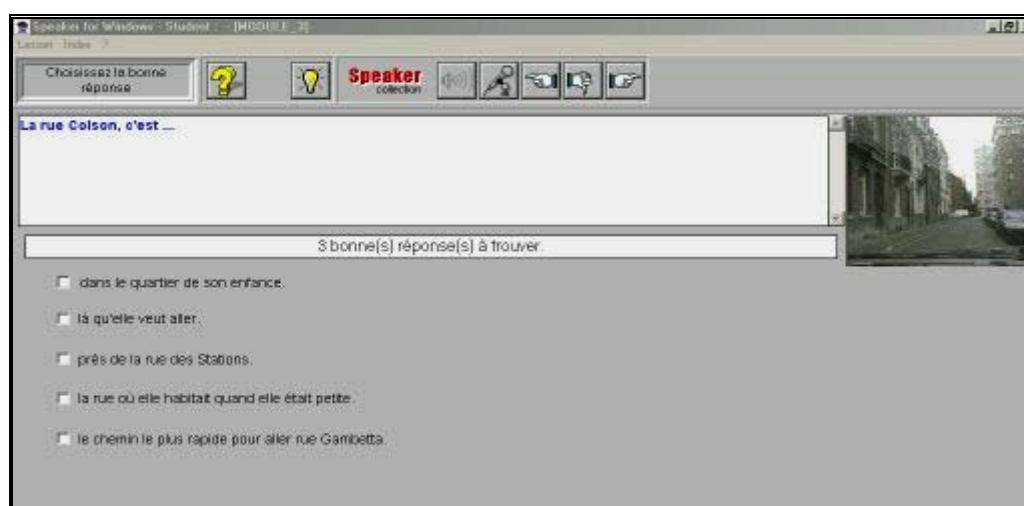 Speaker for Windows - Student : -- [MODULE_3]
Lesson Index ?
Choisissez la bonne
réponse
Speaker
collection
La rue Colson, c'est ...
3 bonne(s) réponse(s) à trouver.
dans le quartier de son enfance.
là qu'elle veut aller.
près de la rue des Stations.
la rue où elle habitait quand elle était petite.
le chemin le plus rapide pour aller rue Gambetta.